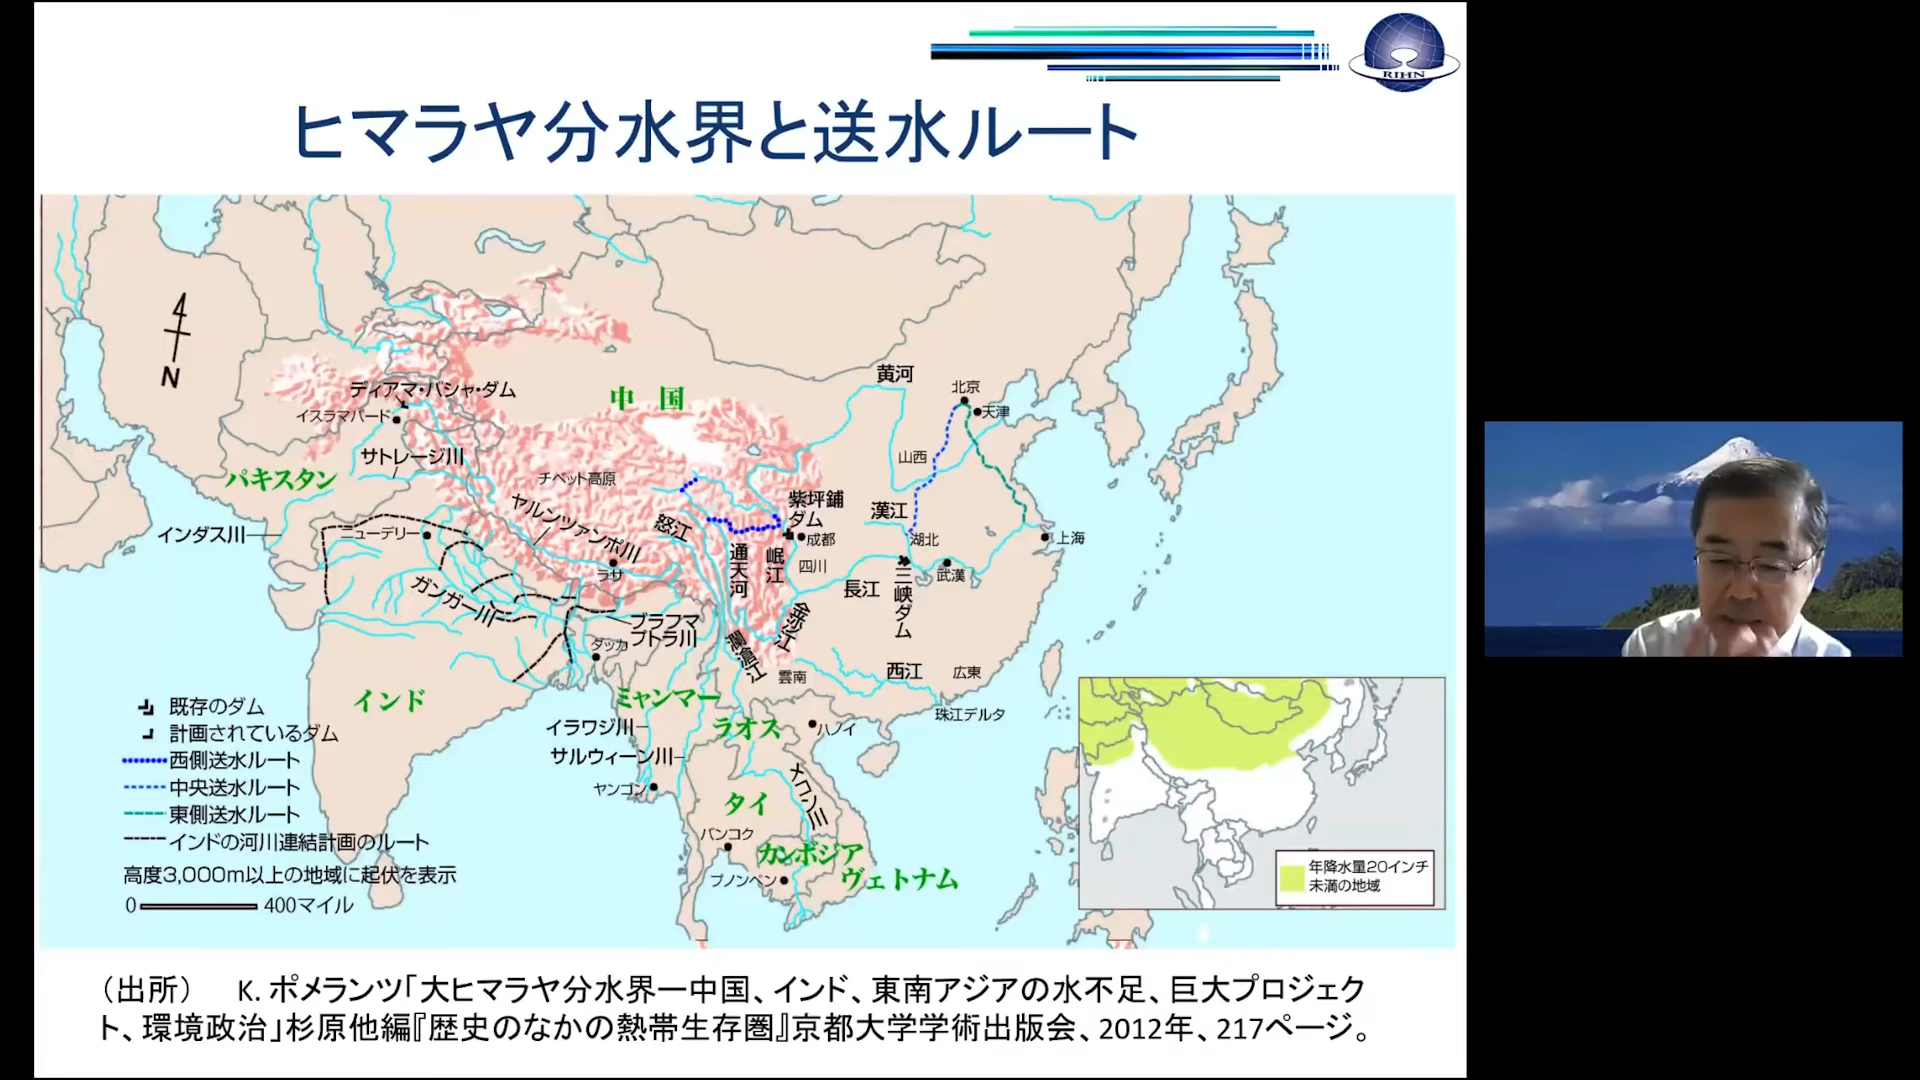 RIHN
ヒマラヤ分水界と送水ルート
黄河
北京
天津
ディアマ・バシャ・ダム
イスラマバード
中国
サトレージ川
山西
パキスタン
チベット高原
紫坪鋪
ダム
漢江
ヤルンツァンポ川
怒江
インダス川
ニューデリー
成都
湖北
上海
通天河
岷江
四川
ラサ
武漢
長江
三峡ダム
ガンガー川
金沙江
ブラフマ
プトラ川
ダッカ
瀾滄江
雲南
西江
広東
インド
ミャンマー
珠江デルタ
イラワジ川
ラオス
ハノイ
サルウィーン川
ヤンゴン
メコン川
タイ
バンコク
カンボジア
プノンペン
ヴェトナム
N
既存のダム
計画されているダム
西側送水ルート
中央送水ルート
東側送水ルート
インドの河川連結計画のルート
高度3,000m以上の地域に起伏を表示
0 400マイル
年降水量20インチ
未満の地域
（出所）　K. ポメランツ「大ヒマラヤ分水界―中国、インド、東南アジアの水不足、巨大プロジェク
ト、環境政治」杉原他編『歴史のなかの熱帯生存圏』京都大学学術出版会、2012年、217ページ。